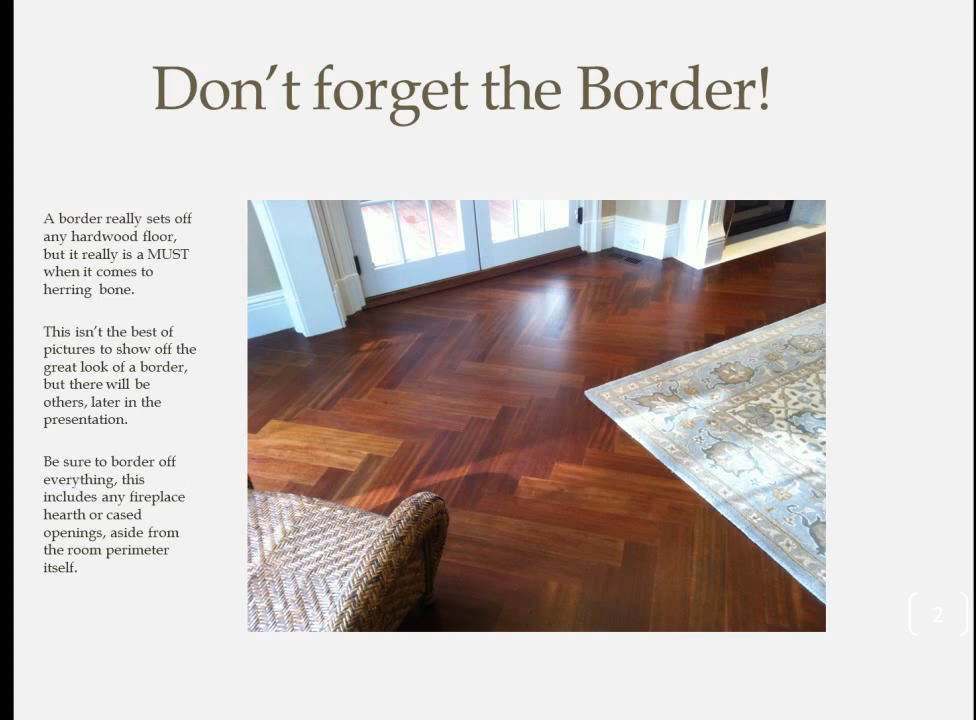 Don't forget the Border!
A border really sets off
any hardwood floor,
but it really is a MUST
when it comes to
herring bone.
This isn't the best of
pictures to show off the
great look of a border,
but there will be
others, later in the
presentation.
Be sure to border off
everything, this
includes any fireplace
hearth or cased
openings, aside from
the room perimeter
itself.
2